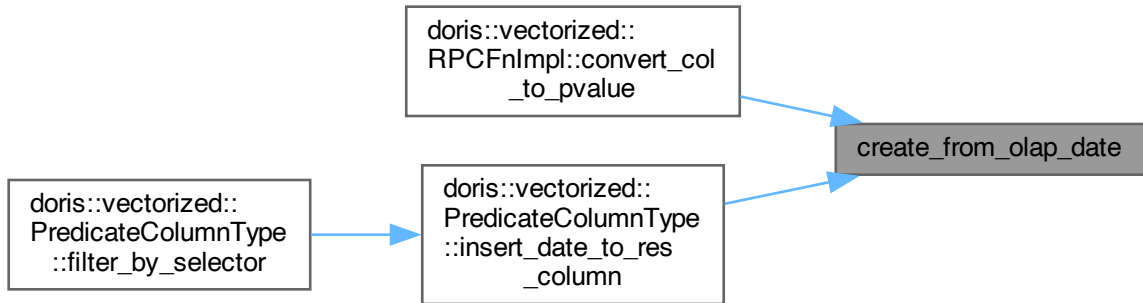 doris::vectorized::
RPCFnImpl::convert_col
_to_pvalue
create_from_olap_date
doris::vectorized::
PredicateColumnType
::insert_date_to_res
_column
doris::vectorized::
PredicateColumnType
::filter_by_selector